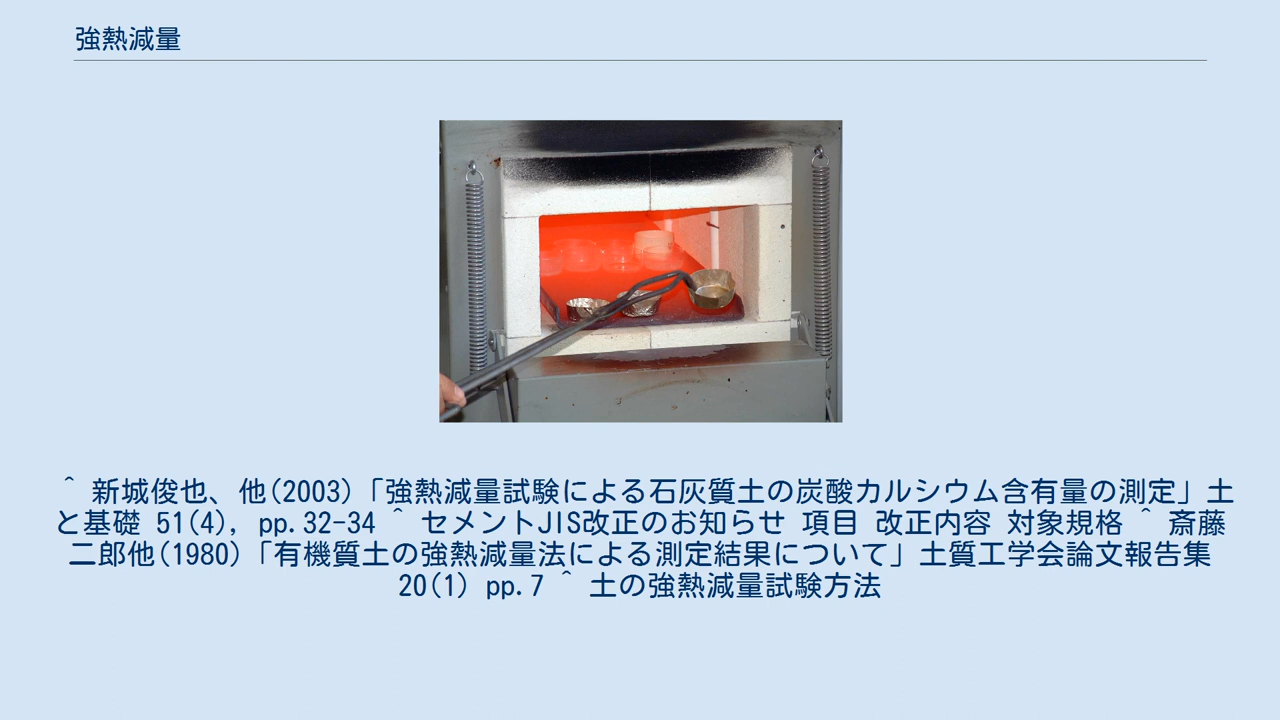 強熱減量
^ 新城俊也、他(2003)「強熱減量試験による石灰質土の炭酸カルシウム含有量の測定」土
と基礎 51(4), pp.32-34 ^ セメントJIS改正のお知らせ 項目 改正内容 対象規格 ^ 斎藤
二郎他(1980)「有機質土の強熱減量法による測定結果について」土質工学会論文報告集
20(1) pp.7 ^ 土の強熱減量試験方法